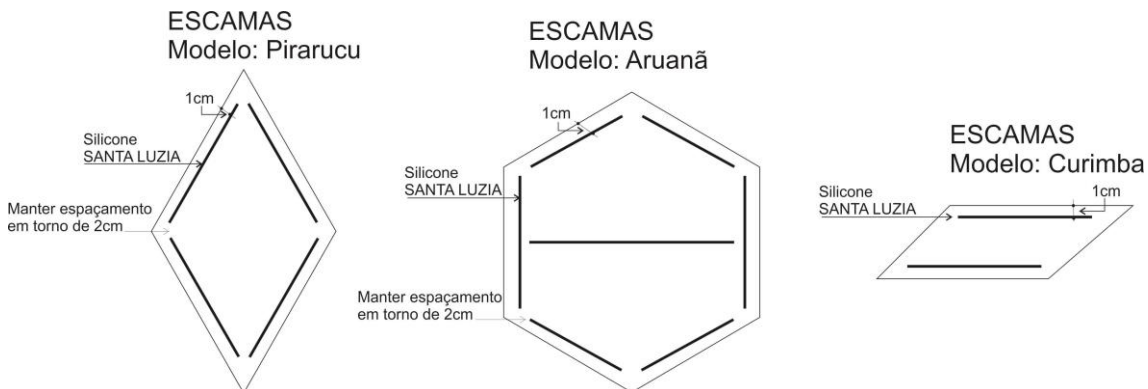 ESCAMAS
Modelo: Pirarucu
1cm
Silicone
SANTA LUZIA
Manter espaçamento
em torno de 2cm
ESCAMAS
Modelo: Aruanã
1cm
Silicone
SANTA LUZIA
Manter espaçamento
em torno de 2cm
ESCAMAS
Modelo: Curimba
1cm
Silicone
SANTA LUZIA